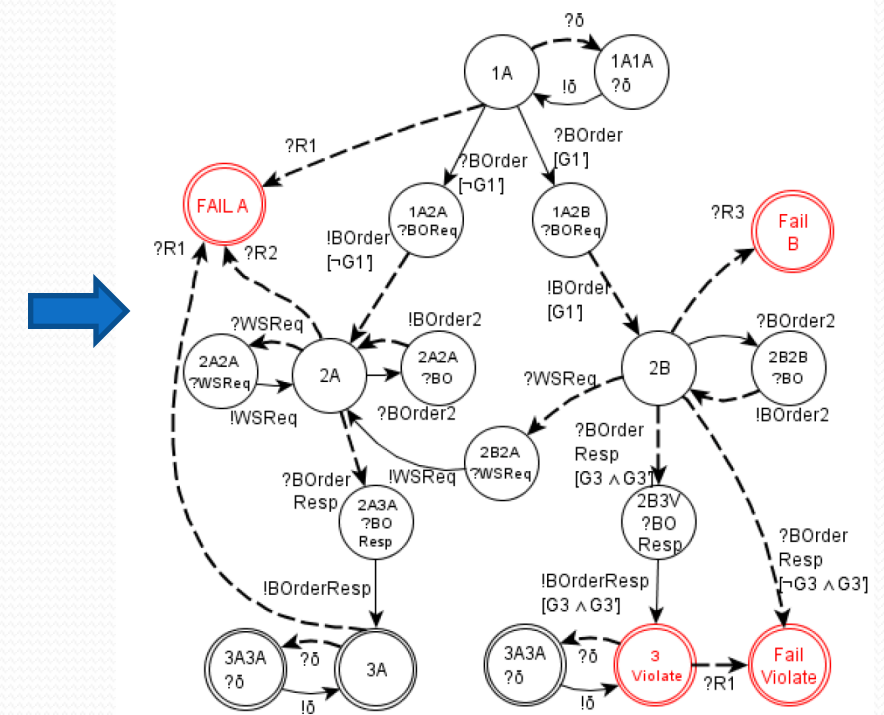 ?δ
1A
1A1A
?δ
!δ
?R1
?BOrder
[¬G1']
?BOrder
[G1']
FAIL A
1A2A
?BOReq
1A2B
?BOReq
?R3
Fail
B
?R1
?R2
!BOrder
[¬G1']
!BOrder
[G1']
?WSReq
!BOrder2
?BOrder2
2A2A
?WSReq
2A
2A2A
?BO
2B
2B2B
?BO
!WSReq
?BOrder2
?WSReq
!BOrder2
?BOrder
Resp
[G3 ∧ G3']
2B2A
?WSReq
!WSReq
?BOrder
Resp
2A3A
?BO
Resp
2B3V
?BO
Resp
?BOrder
Resp
[¬G3 ∧ G3']
!BOrderResp
!BOrderResp
[G3 ∧ G3']
3A3A
?δ
?δ
!δ
3A
3A3A
?δ
?δ
!δ
3
Violate
?R1
Fail
Violate